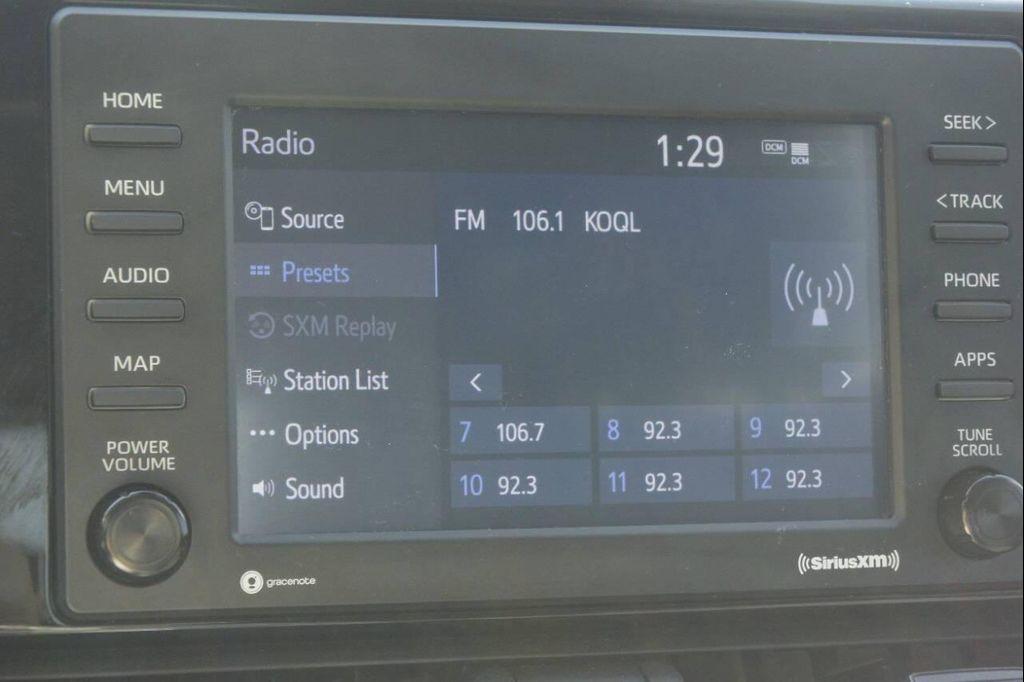 HOME
MENU
AUDIO
MAP
POWER
VOLUME
Radio
1:29
DCM
DCM
Source
Presets
SXM Replay
Station List
Options
Sound
FM 106.1 KOQL
< >
7 106.7 8 92.3 9 92.3
10 92.3 11 92.3 12 92.3
SEEK>
<TRACK
PHONE
APPS
TUNE
SCROLL
gracenote
SiriusXM